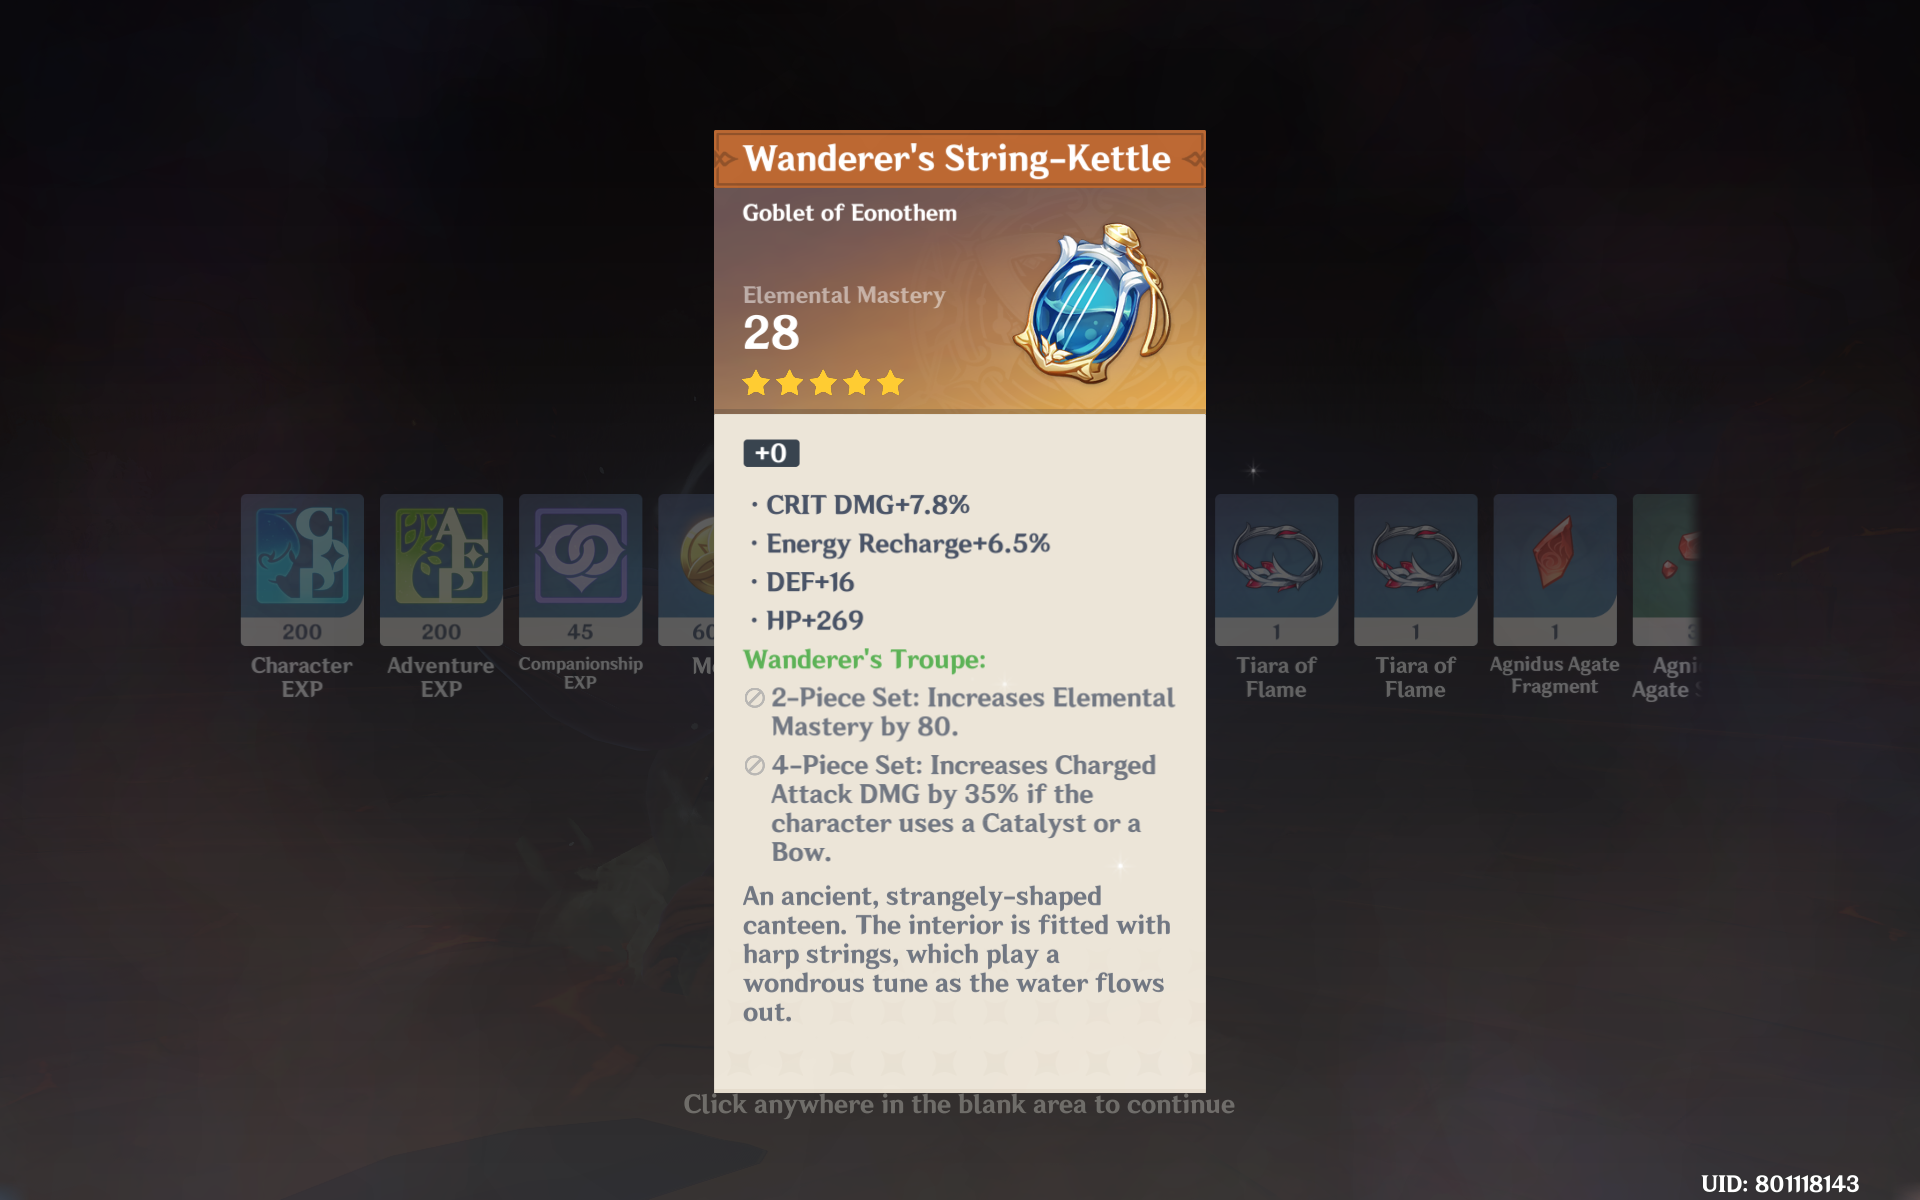 Wanderer's String-Kettle
Goblet of Eonothem
Elemental Mastery
28
+0
· CRIT DMG+7.8%
· Energy Recharge+6.5%
· DEF+16
· HP+269
Wanderer's Troupe:
2-Piece Set: Increases Elemental
Mastery by 80.
4-Piece Set: Increases Charged
Attack DMG by 35% if the
character uses a Catalyst or a
Bow.
An ancient, strangely-shaped
canteen. The interior is fitted with
harp strings, which play a
wondrous tune as the water flows
out.
200
Character
EXP
200
Adventure
EXP
45
Companionship
EXP
1
Tiara of
Flame
1
Tiara of
Flame
1
Agnidus Agate
Fragment
Agate
Click anywhere in the blank area to continue
UID: 801118143